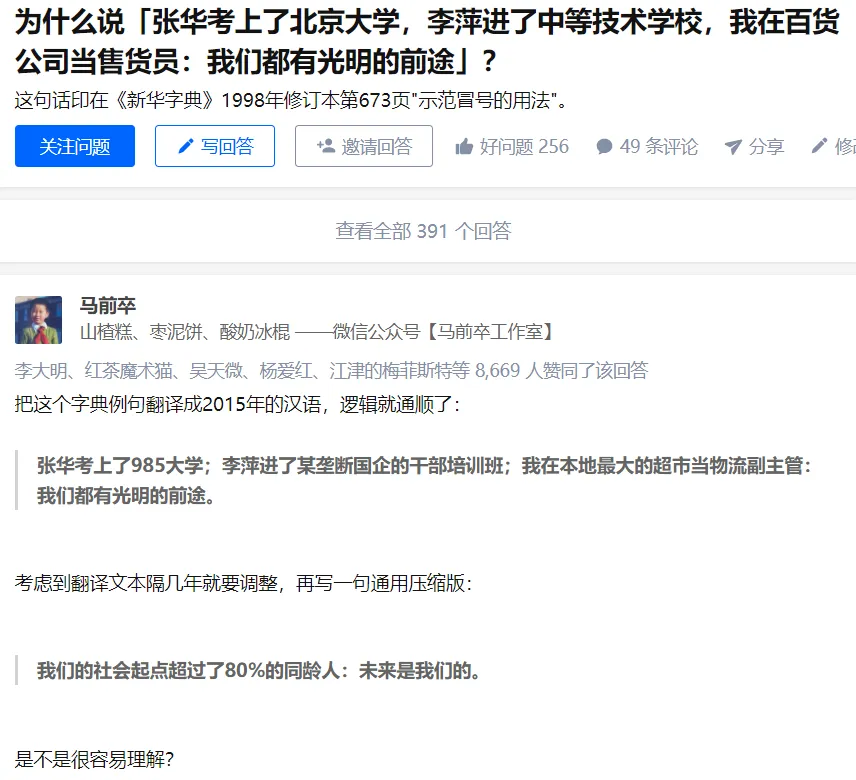 为什么说「张华考上了北京大学，李萍进了中等技术学校，我在百货
公司当售货员：我们都有光明的前途」？
这句话印在《新华字典》1998年修订本第673页"示范冒号的用法"。
关注问题 写回答 邀请回答 好问题 256 49 条评论 分享 修
查看全部 391 个回答
马前卒
山楂糕、枣泥饼、酸奶冰棍 ——微信公众号【马前卒工作室】
李大明、红茶魔术猫、吴天微、杨爱红、江津的梅菲斯特等 8,669 人赞同了该回答
把这个字典例句翻译成2015年的汉语，逻辑就通顺了：
张华考上了985大学；李萍进了某垄断国企的干部培训班；我在本地最大的超市当物流副主管：
我们都有光明的前途。
考虑到翻译文本隔几年就要调整，再写一句通用压缩版：
我们的社会起点超过了80%的同龄人：未来是我们的。
是不是很容易理解？